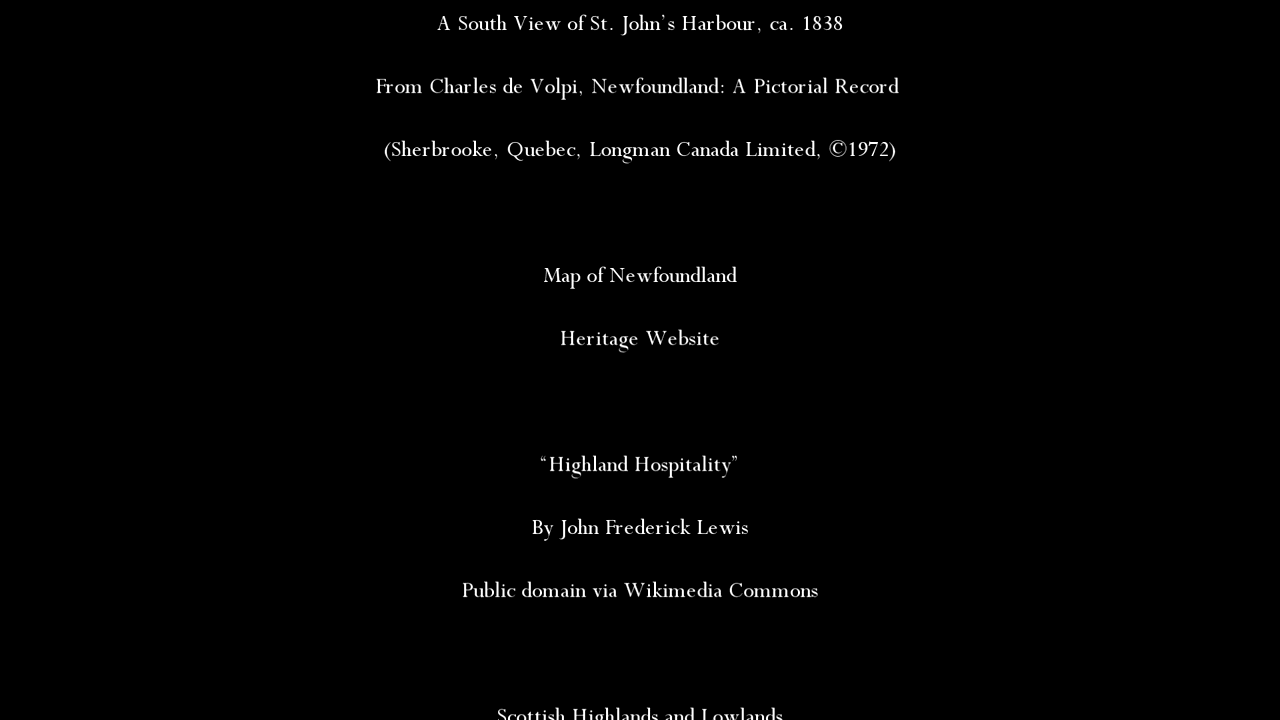 A South View of St. John’s Harbour, ca. 1838
From Charles de Volpi, Newfoundland: A Pictorial Record
(Sherbrooke, Quebec, Longman Canada Limited, ©1972)
Map of Newfoundland
Heritage Website
“Highland Hospitality”
By John Frederick Lewis
Public domain via Wikimedia Commons
Scottish Highlands and Lowlands